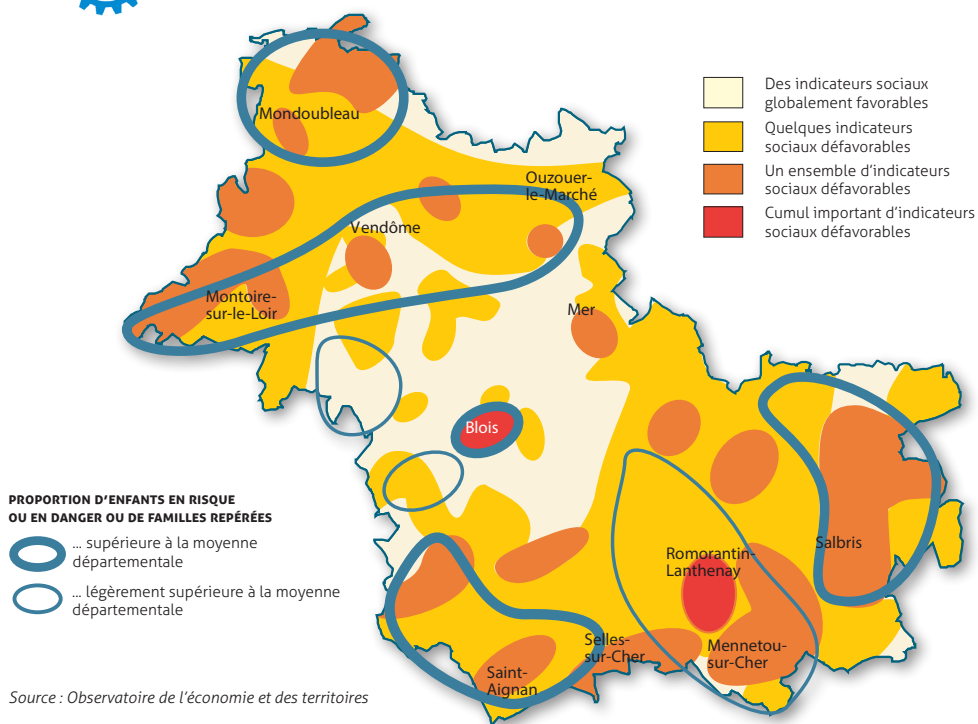 Des indicateurs sociaux
globalement favorables
Quelques indicateurs
sociaux défavorables
Un ensemble d'indicateurs
sociaux défavorables
Cumul important d'indicateurs
sociaux défavorables
Mondoubleau
Ouzouer-
le-Marché
Vendôme
Montoire-
sur-le-Loir
Mer
Blois
Salbris
Romorantin-
Lanthenay
Selles-
sur-Cher
Mennetou-
sur-Cher
Saint-
Aignan
PROPORTION D'ENFANTS EN RISQUE
OU EN DANGER OU DE FAMILLES REPÉRÉES
... supérieure à la moyenne
départementale
... légèrement supérieure à la moyenne
départementale
Source : Observatoire de l'économie et des territoires